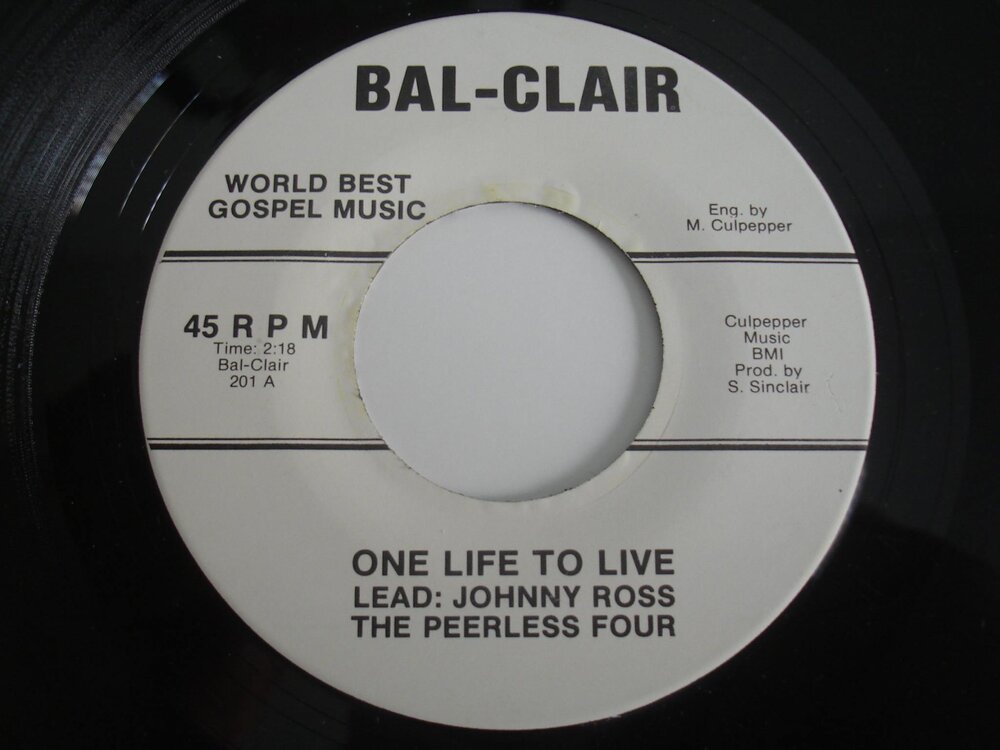 BAL-CLAIR
WORLD BEST
GOSPEL MUSIC
Eng. by
M. Culpepper
45 R P M
Time: 2:18
Bal-Clair
201 A
Culpepper
Music
BMI
Prod. by
S. Sinclair
ONE LIFE TO LIVE
LEAD: JOHNNY ROSS
THE PEERLESS FOUR